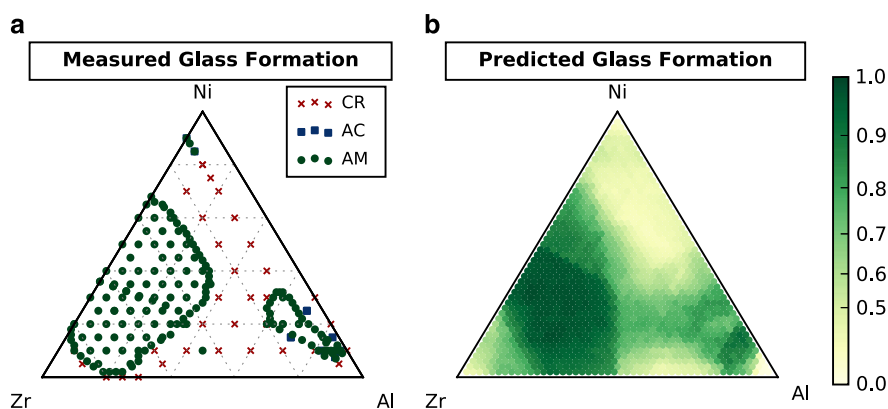 a
Measured Glass Formation
Ni
CR
AC
AM
Zr
Al
b
Predicted Glass Formation
Ni
Zr
Al
1.0
0.9
0.8
0.7
0.6
0.5
0.0